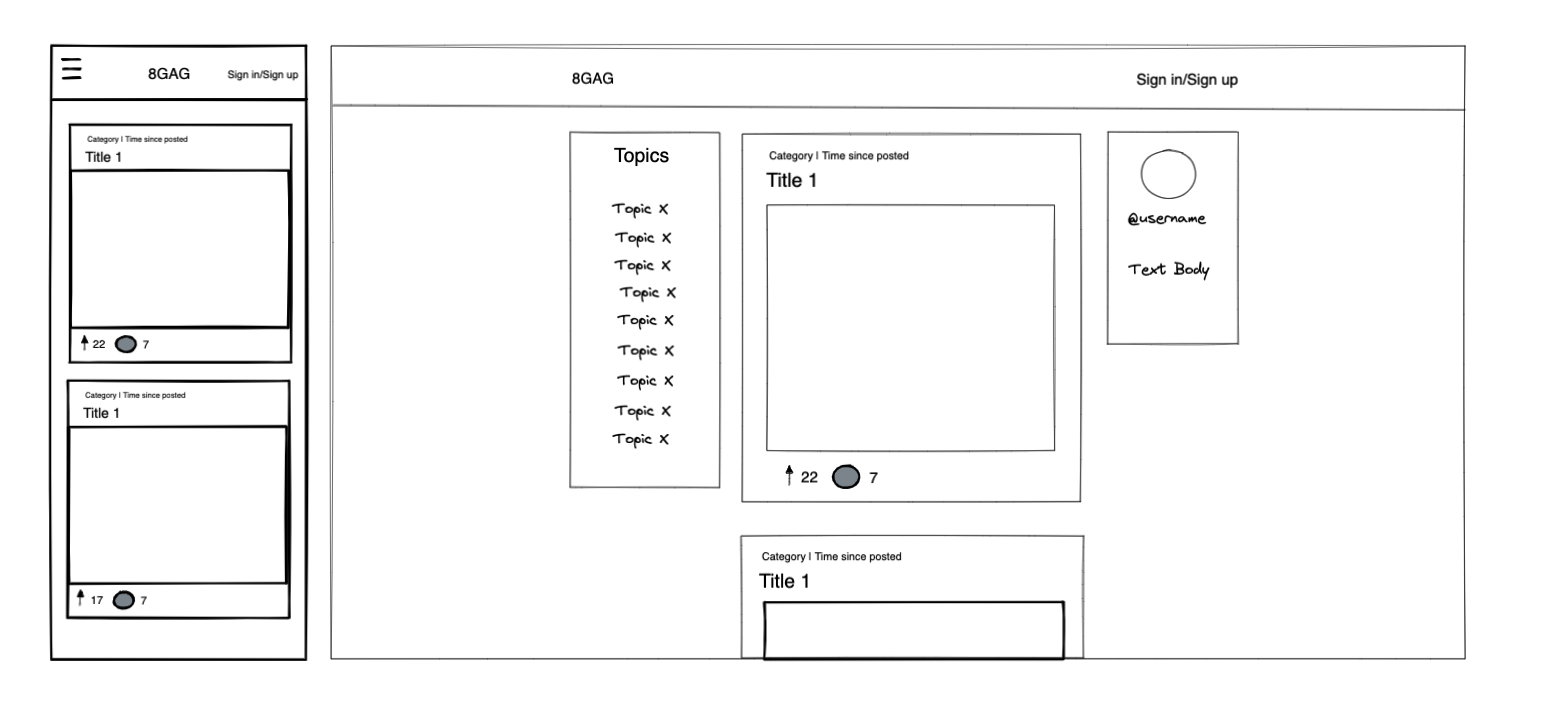 8GAG
Sign in/Sign up
Category | Time since posted
Title 1
22
7
Category | Time since posted
Title 1
17
7
8GAG
Sign in/Sign up
Topics
Topic X
Topic X
Topic X
Topic X
Topic X
Topic X
Topic X
Topic X
Topic X
Category | Time since posted
Title 1
22
7
Category | Time since posted
Title 1
@username
Text Body